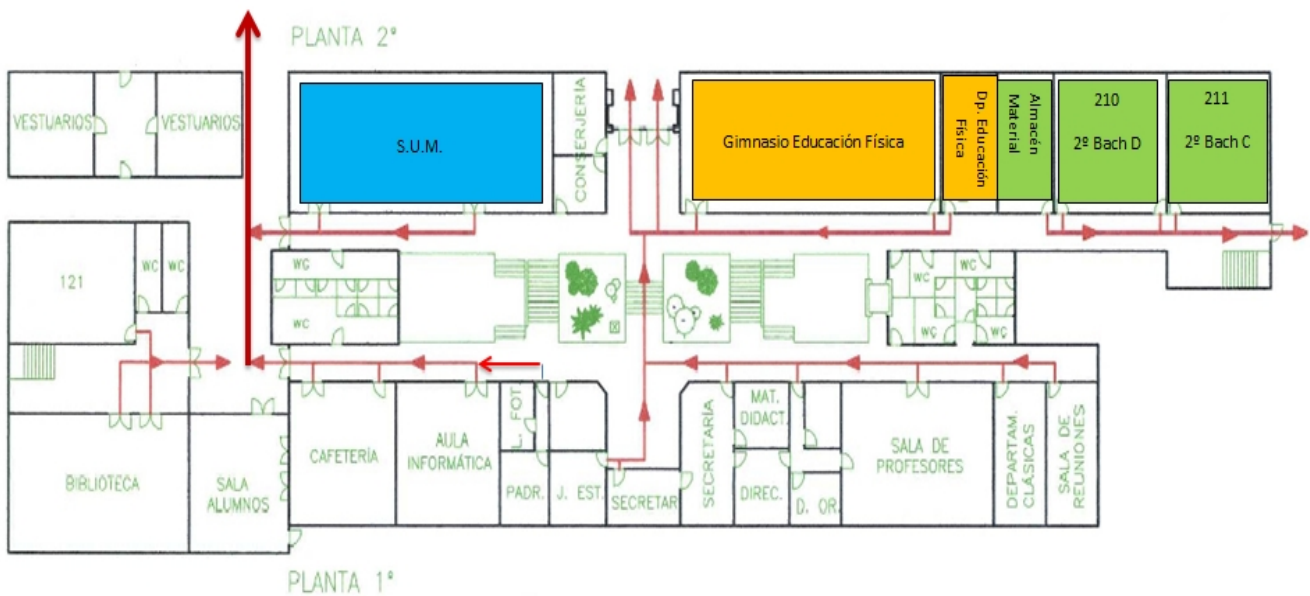 PLANTA 2ª
VESTUARIOS
VESTUARIOS
S.U.M.
CONSERJERÍA
Gimnasio Educación Física
Dp. Educación
Física
Almacén
Material
210
2º Bach D
211
2º Bach C
121
WC
WC
WC
WC
WC
WC
WC
WC
BIBLIOTECA
SALA
ALUMNOS
CAFETERÍA
AULA
INFORMÁTICA
L. FOT.
PADR.
J. EST.
SECRETAR
SECRETARÍA
MAT.
DIDACT.
DIREC.
D. OR.
SALA DE
PROFESORES
DEPARTAM.
CLÁSICAS
SALA DE
REUNIONES
PLANTA 1ª